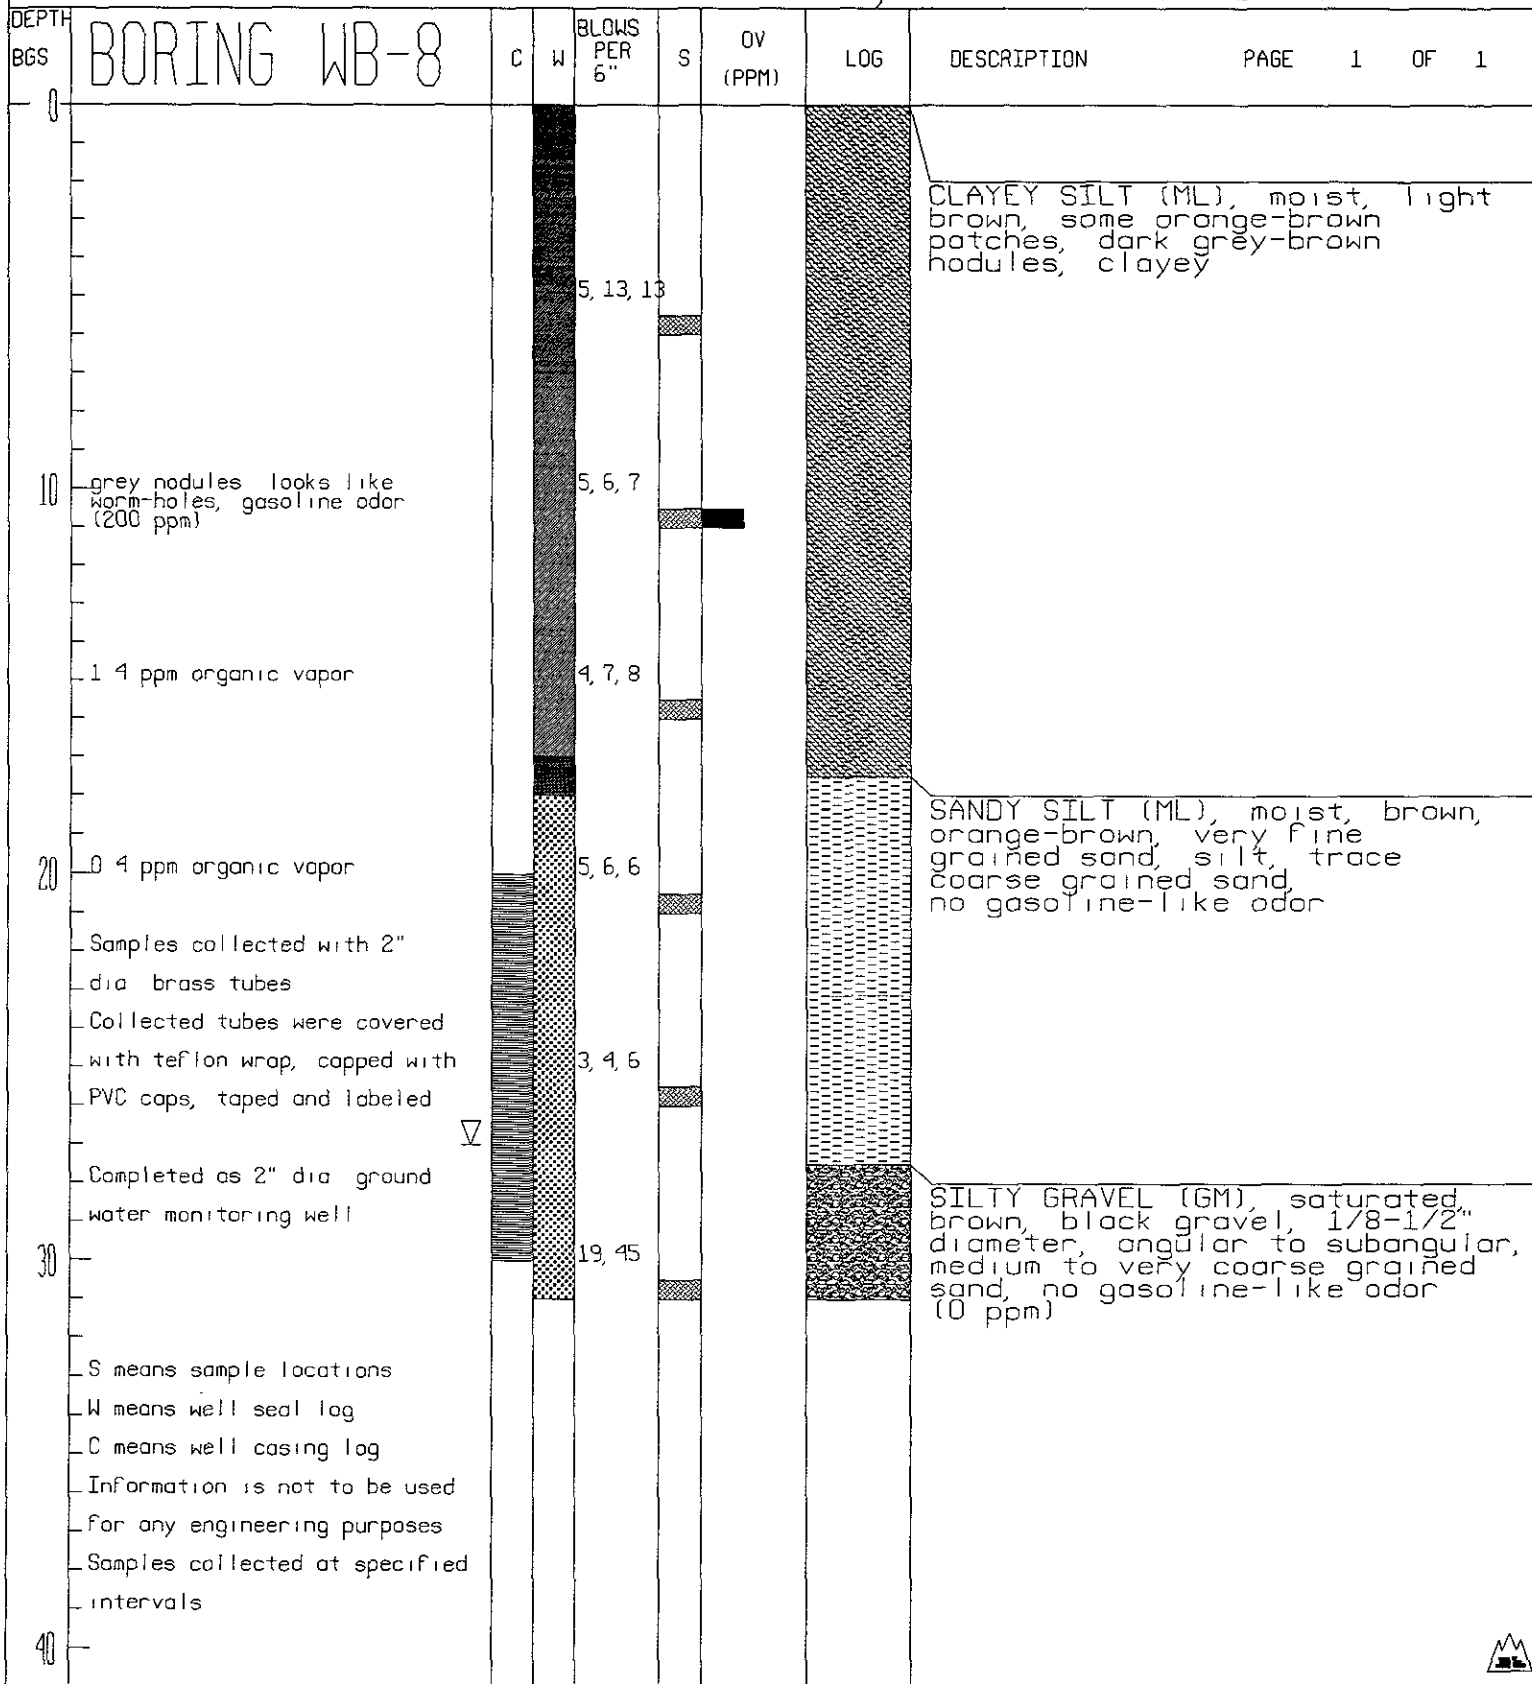 DEPTH
BGS
BORING WB-8
C
W
BLOWS
PER
6"
S
OV
(PPM)
LOG
DESCRIPTION
PAGE 1 OF 1
0
CLAYEY SILT (ML), moist, light
brown, some orange-brown
patches, dark grey-brown
nodules, clayey
5, 13, 13
10
grey nodules looks like
worm-holes, gasoline odor
(200 ppm)
5, 6, 7
1 4 ppm organic vapor
4, 7, 8
SANDY SILT (ML), moist, brown,
orange-brown, very fine
grained sand, silt, trace
coarse grained sand,
no gasoline-like odor
20
0 4 ppm organic vapor
5, 6, 6
Samples collected with 2"
dia brass tubes
Collected tubes were covered
with teflon wrap, capped with
PVC caps, taped and labeled
3, 4, 6
Completed as 2" dia ground
water monitoring well
SILTY GRAVEL (GM), saturated,
brown, black gravel, 1/8-1/2"
diameter, angular to subangular,
medium to very coarse grained
sand, no gasoline-like odor
(0 ppm)
30
19, 45
S means sample locations
W means well seal log
C means well casing log
Information is not to be used
for any engineering purposes
Samples collected at specified
intervals
40